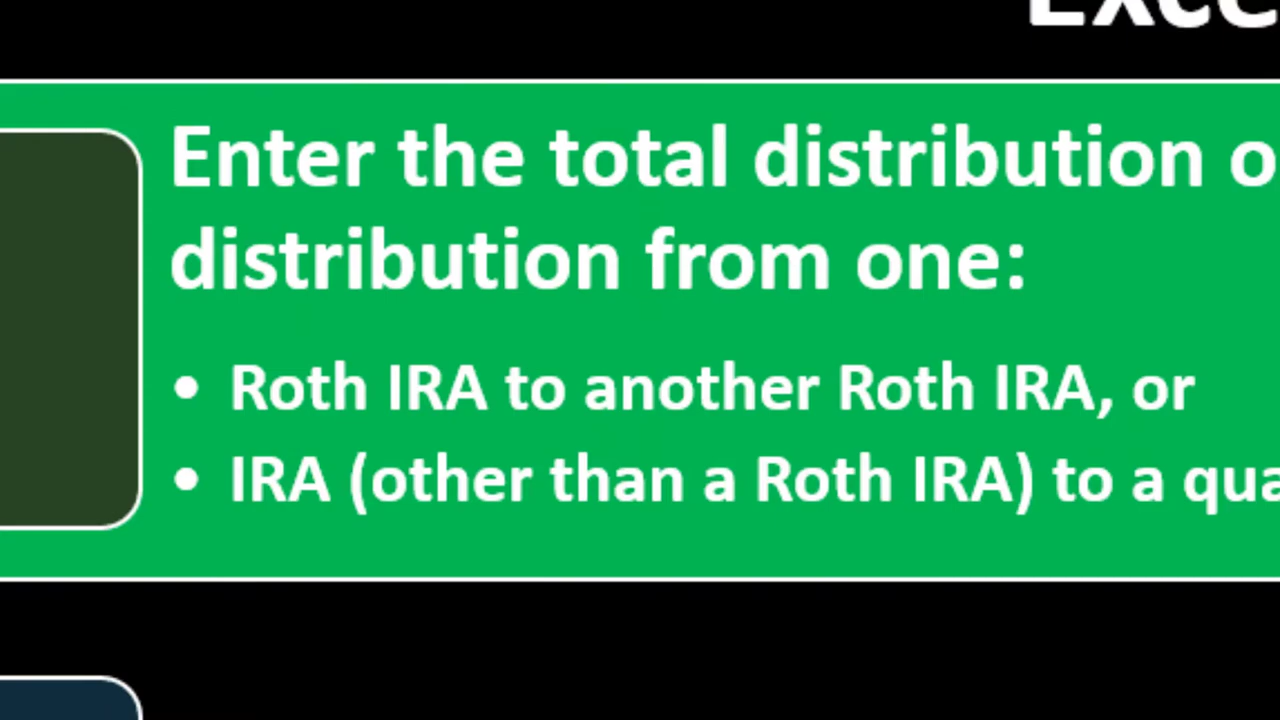 Enter the total distribution
distribution from one:
• Roth IRA to another Roth IRA, or
• IRA (other than a Roth IRA) to a